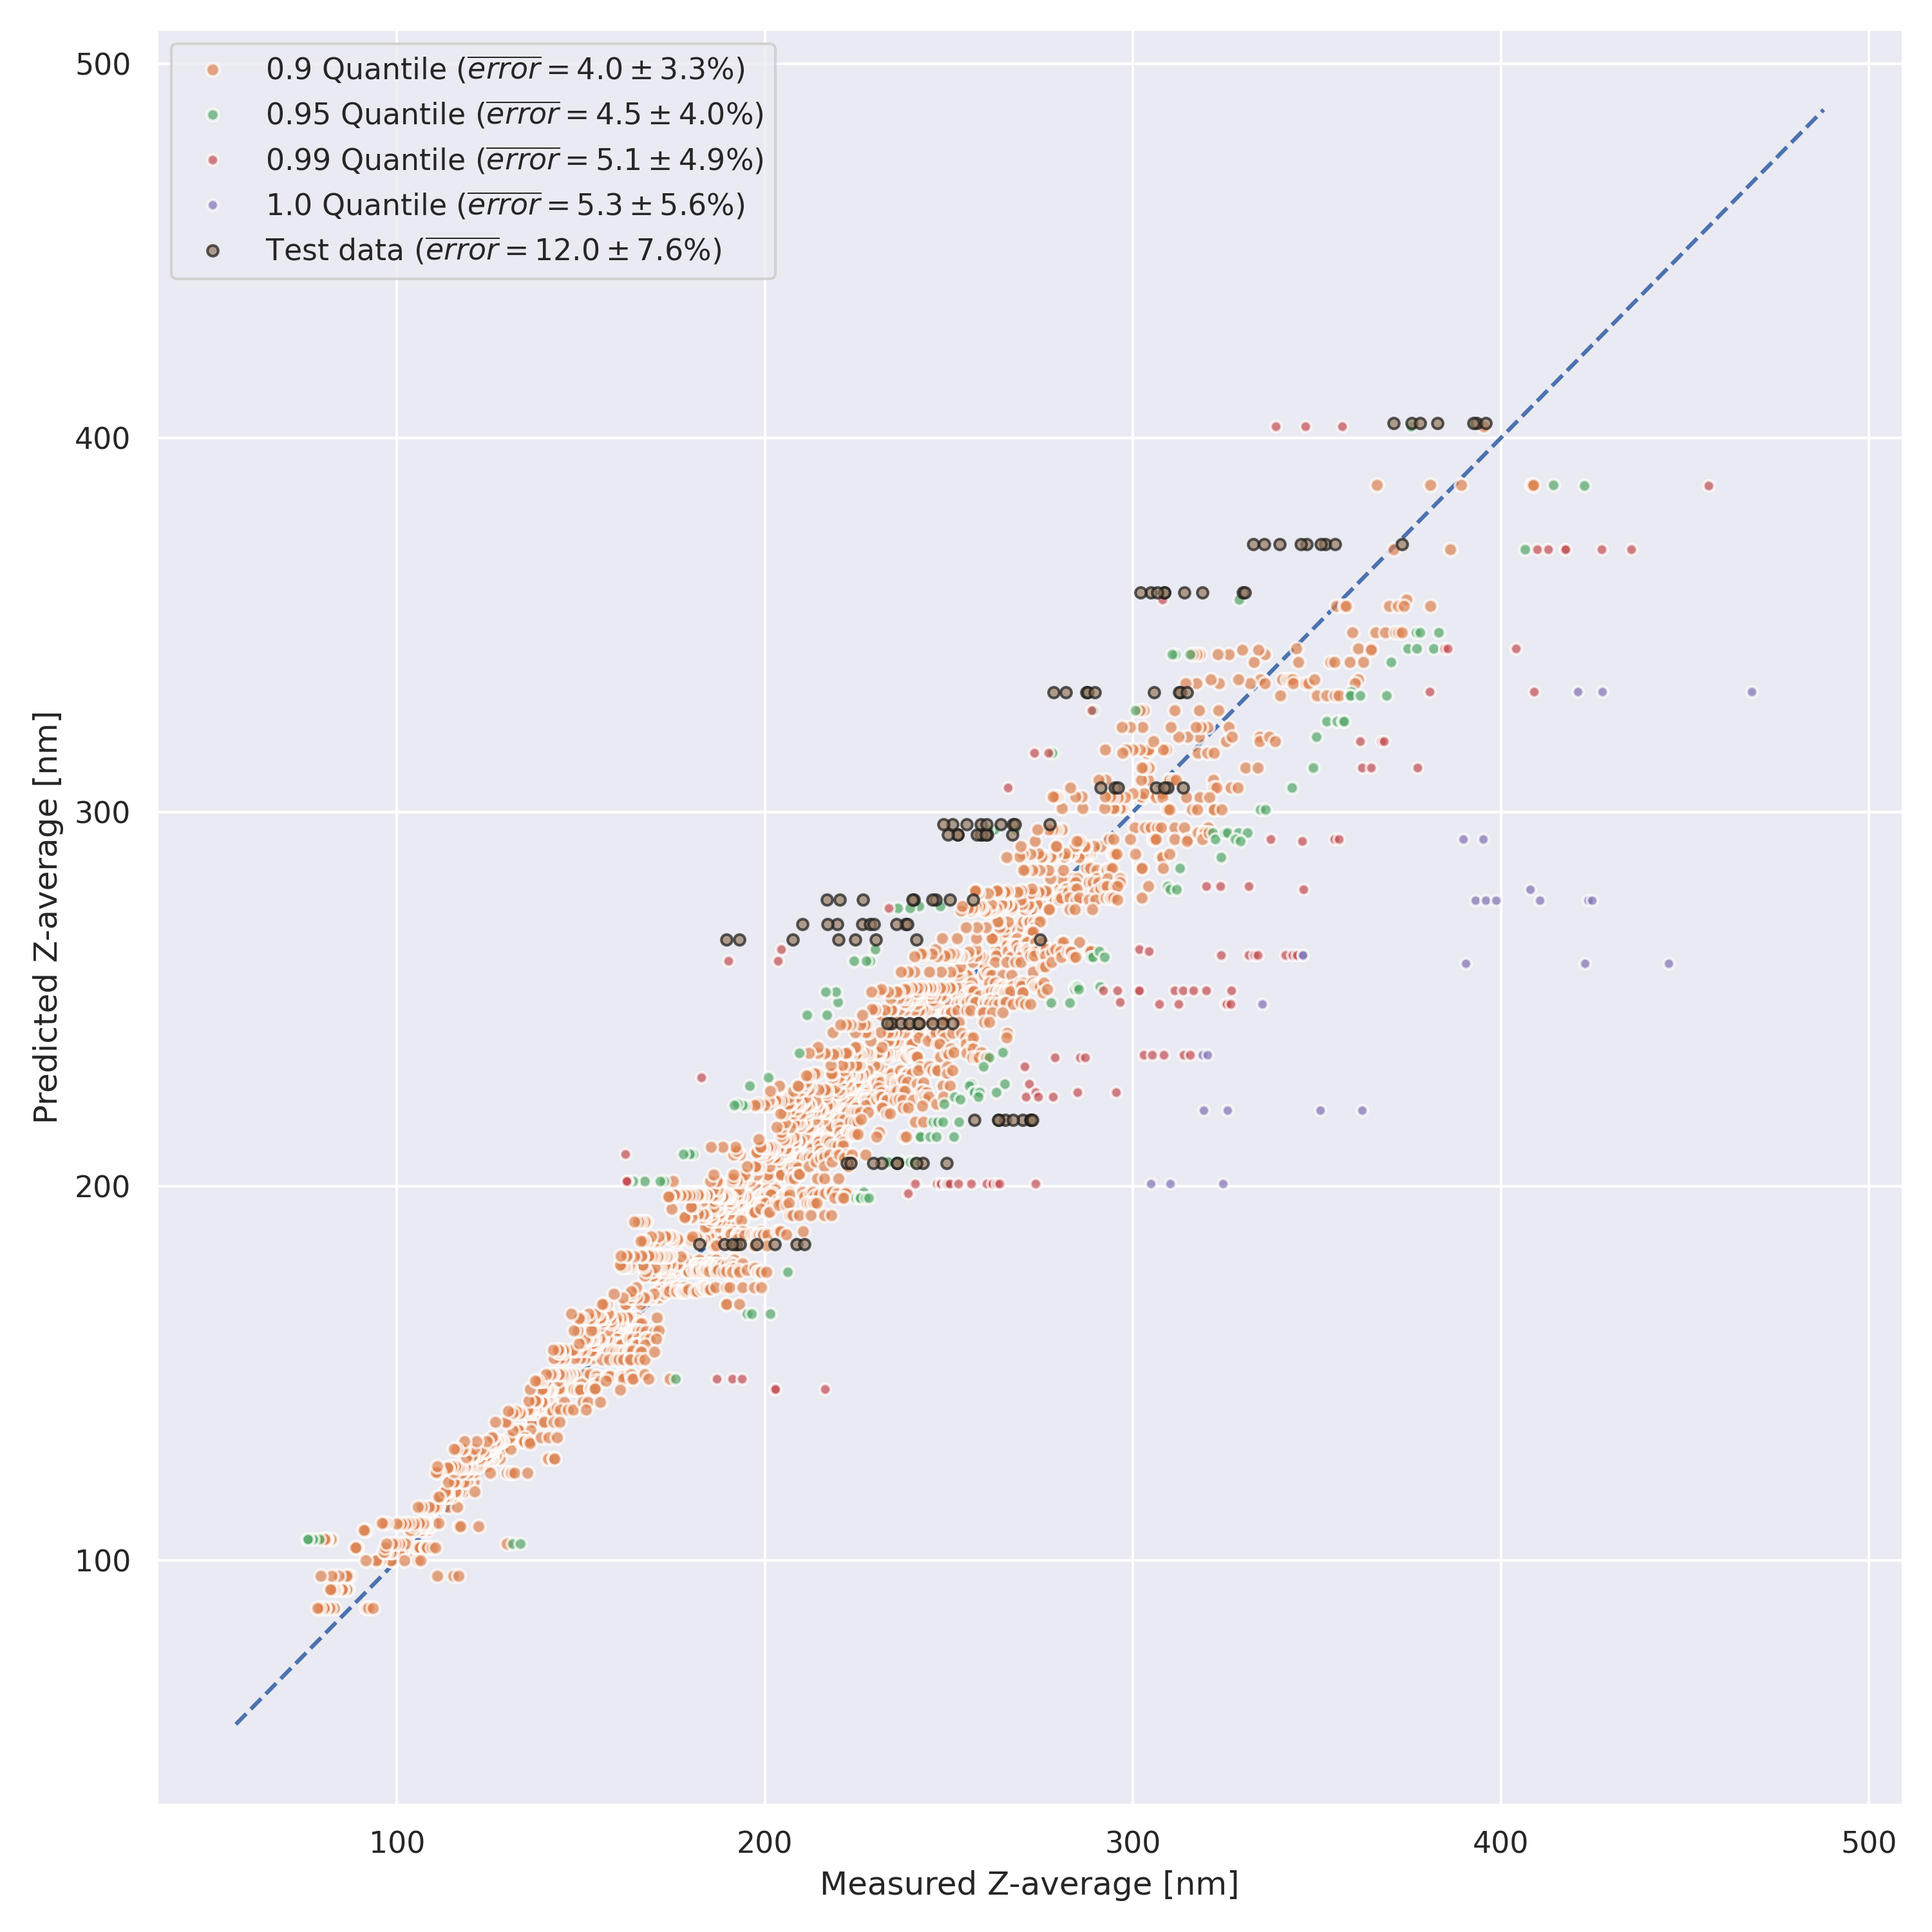 0.9 Quantile (error = 4.0 ± 3.3%)
0.95 Quantile (error = 4.5 ± 4.0%)
0.99 Quantile (error = 5.1 ± 4.9%)
1.0 Quantile (error = 5.3 ± 5.6%)
Test data (error = 12.0 ± 7.6%)
500
400
300
200
100
Predicted Z-average [nm]
100 200 300 400 500
Measured Z-average [nm]